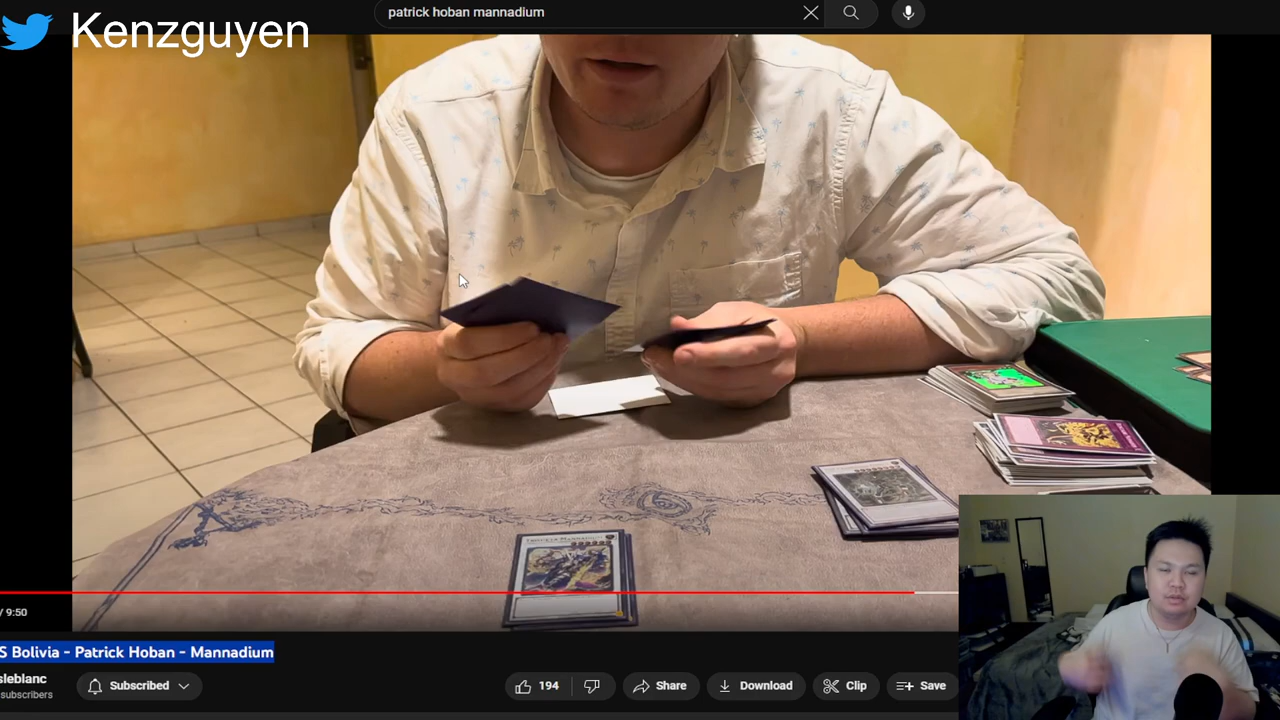 Kenzguyen
patrick hoban mannadium
/ 9:50
S Bolivia - Patrick Hoban - Mannadium
sleblanc
subscribers
Subscribed
194
Share
Download
Clip
Save